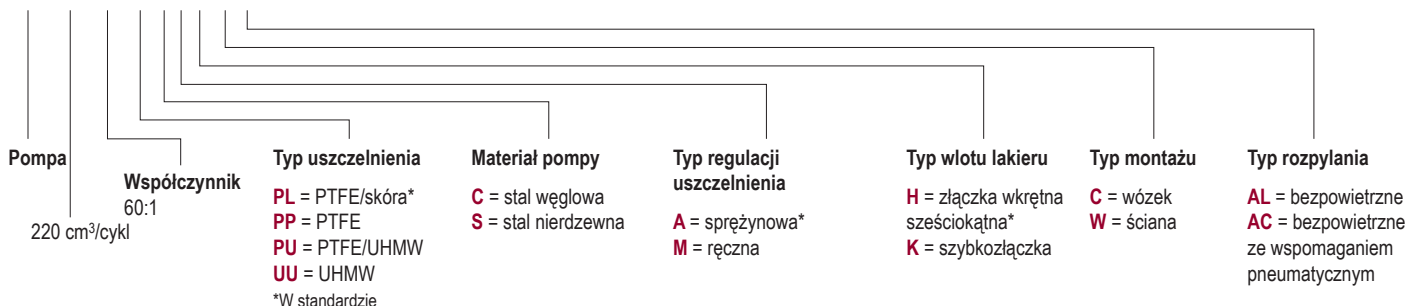 Pompa
220 cm³/cykl
Współczynnik
60:1
Typ uszczelnienia
PL = PTFE/skóra*
PP = PTFE
PU = PTFE/UHMW
UU = UHMW
*W standardzie
Materiał pompy
C = stal węglowa
S = stal nierdzewna
Typ regulacji
uszczelnienia
A = sprężynowa*
M = ręczna
Typ wlotu lakieru
H = złączka wkrętna
sześciokątna*
K = szybkozłączka
Typ montażu
C = wózek
W = ściana
Typ rozpylania
AL = bezpowietrzne
AC = bezpowietrzne
ze wspomaganiem
pneumatycznym